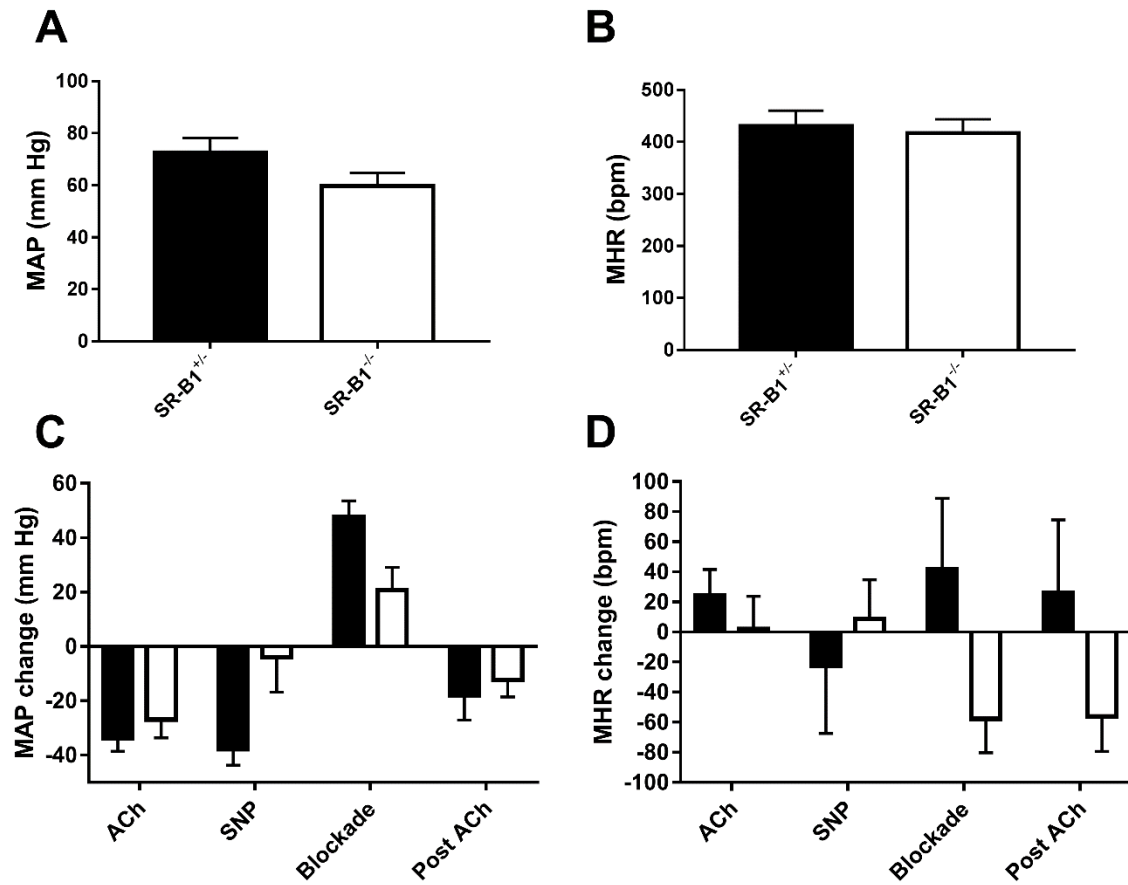 A
MAP (mm Hg)
100
80
60
40
20
0
SR-B1+/-
SR-B1-/-
B
MHR (bpm)
500
400
300
200
100
0
SR-B1+/-
SR-B1-/-
C
MAP change (mm Hg)
60
40
20
0
-20
-40
ACh
SNP
Blockade
Post ACh
D
MHR change (bpm)
100
80
60
40
20
0
-20
-40
-60
-80
-100
ACh
SNP
Blockade
Post ACh